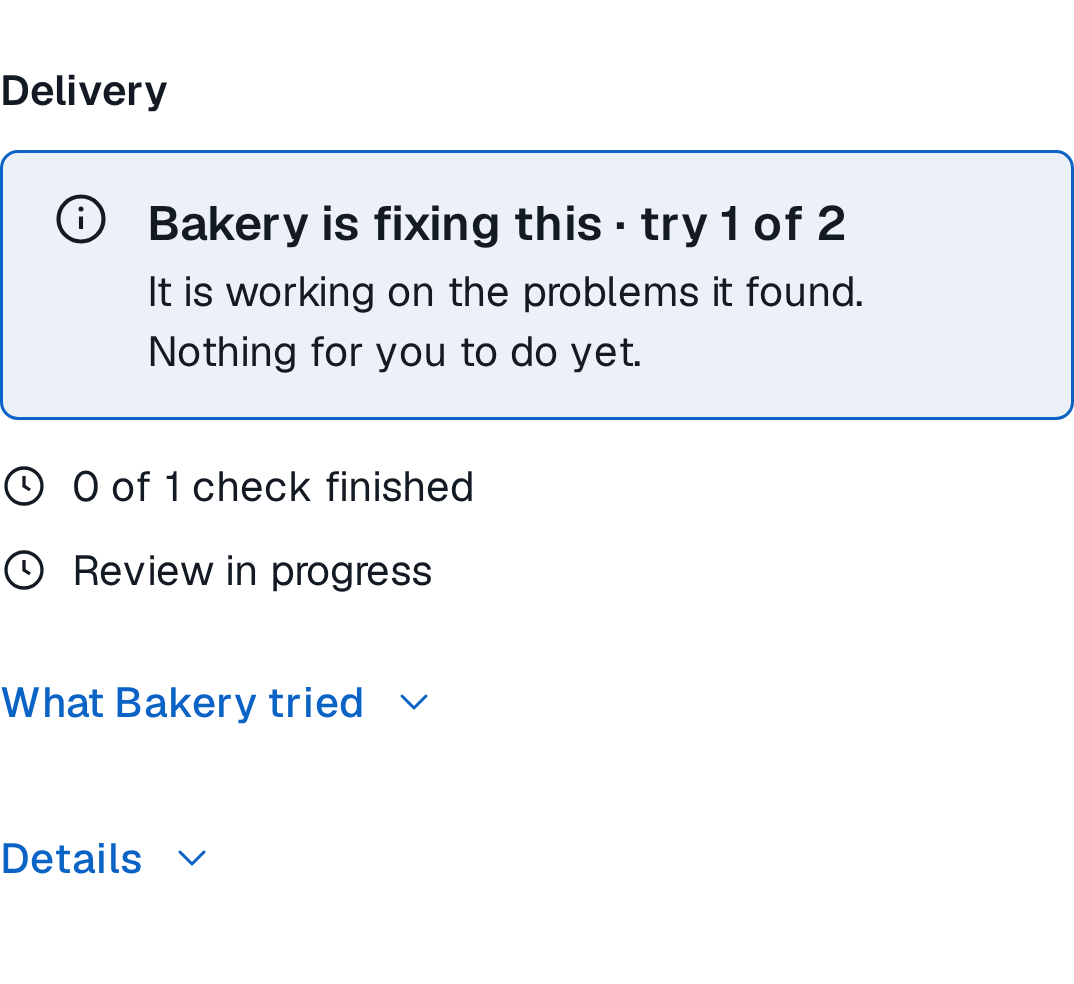 Delivery
Bakery is fixing this · try 1 of 2
It is working on the problems it found.
Nothing for you to do yet.
0 of 1 check finished
Review in progress
What Bakery tried
Details